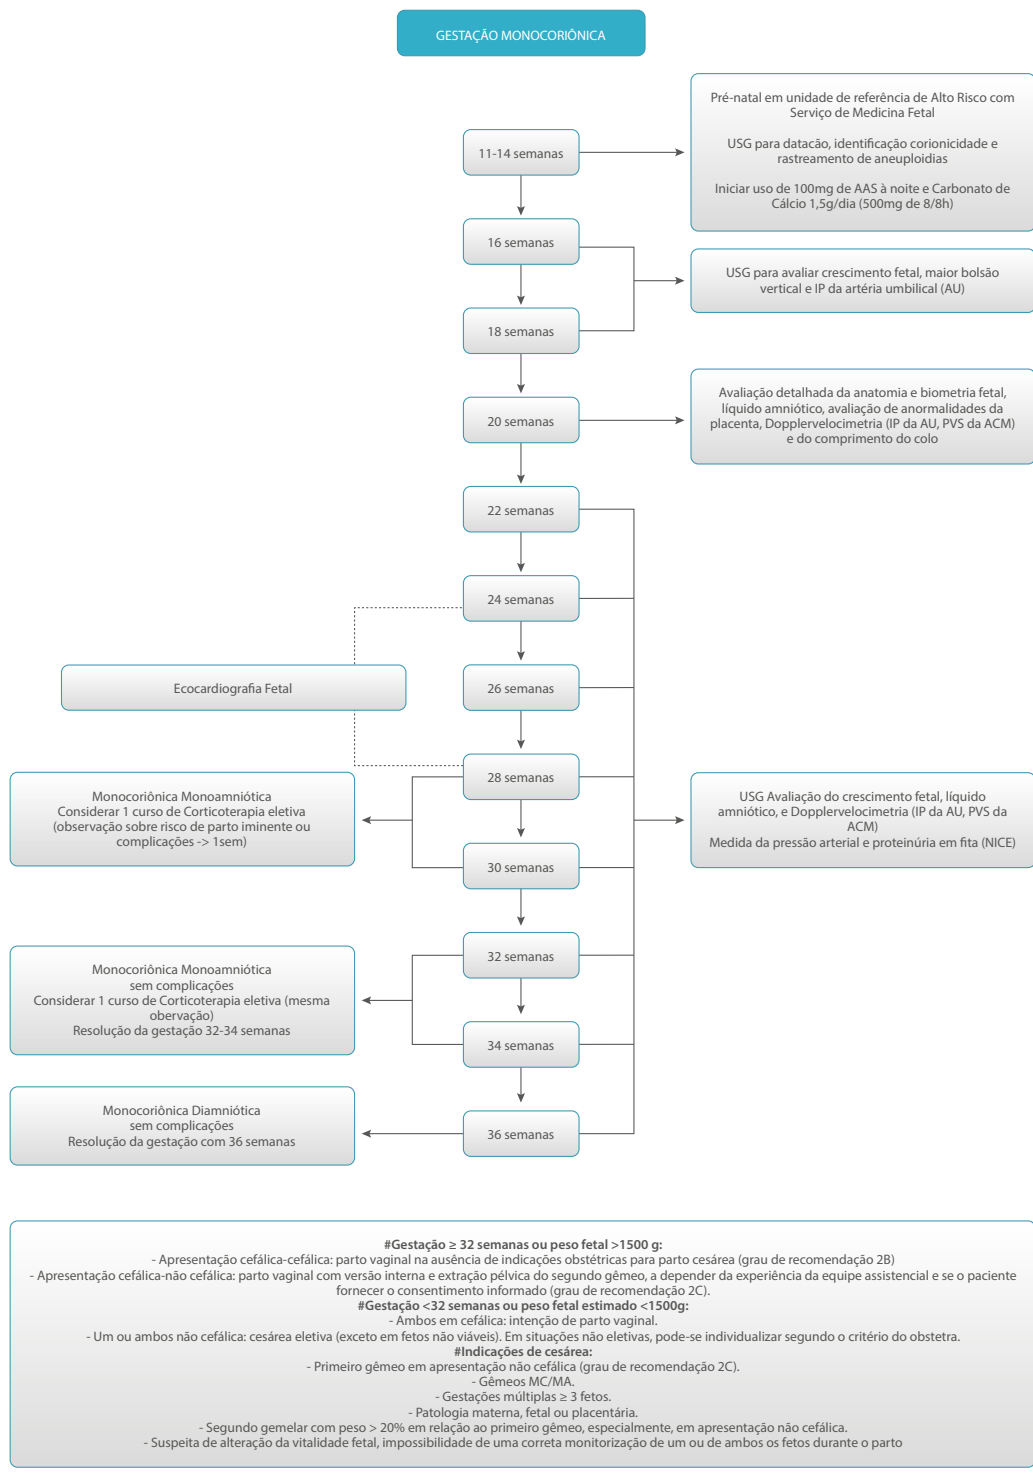 GESTAÇÃO MONOCORIÔNICA
11-14 semanas
Pré-natal em unidade de referência de Alto Risco com
Serviço de Medicina Fetal
USG para datacão, identificação corionicidade e
rastreamento de aneuploidias
Iniciar uso de 100mg de AAS à noite e Carbonato de
Cálcio 1,5g/dia (500mg de 8/8h)
16 semanas
USG para avaliar crescimento fetal, maior bolsão
vertical e IP da artéria umbilical (AU)
18 semanas
20 semanas
Avaliação detalhada da anatomia e biometria fetal,
líquido amniótico, avaliação de anormalidades da
placenta, Dopplervelocimetria (IP da AU, PVS da ACM)
e do comprimento do colo
22 semanas
24 semanas
Ecocardiografia Fetal
26 semanas
28 semanas
Monocoriônica Monoamniótica
Considerar 1 curso de Corticoterapia eletiva
(observação sobre risco de parto iminente ou
complicações -> 1sem)
USG Avaliação do crescimento fetal, líquido
amniótico, e Dopplervelocimetria (IP da AU, PVS da
ACM)
Medida da pressão arterial e proteinúria em fita (NICE)
30 semanas
32 semanas
Monocoriônica Monoamniótica
sem complicações
Considerar 1 curso de Corticoterapia eletiva (mesma
obervação)
Resolução da gestação 32-34 semanas
34 semanas
Monocoriônica Diamniótica
sem complicações
Resolução da gestação com 36 semanas
36 semanas
#Gestação ≥ 32 semanas ou peso fetal >1500 g:
- Apresentação cefálica-cefálica: parto vaginal na ausência de indicações obstétricas para parto cesárea (grau de recomendação 2B)
- Apresentação cefálica-não cefálica: parto vaginal com versão interna e extração pélvica do segundo gêmeo, a depender da experiência da equipe assistencial e se o paciente
fornecer o consentimento informado (grau de recomendação 2C).
#Gestação <32 semanas ou peso fetal estimado <1500g:
- Ambos em cefálica: intenção de parto vaginal.
- Um ou ambos não cefálica: cesárea eletiva (exceto em fetos não viáveis). Em situações não eletivas, pode-se individualizar segundo o critério do obstetra.
#Indicações de cesárea:
- Primeiro gêmeo em apresentação não cefálica (grau de recomendação 2C).
- Gêmeos MC/MA.
- Gestações múltiplas ≥ 3 fetos.
- Patologia materna, fetal ou placentária.
- Segundo gemelar com peso > 20% em relação ao primeiro gêmeo, especialmente, em apresentação não cefálica.
- Suspeita de alteração da vitalidade fetal, impossibilidade de uma correta monitorização de um ou de ambos os fetos durante o parto